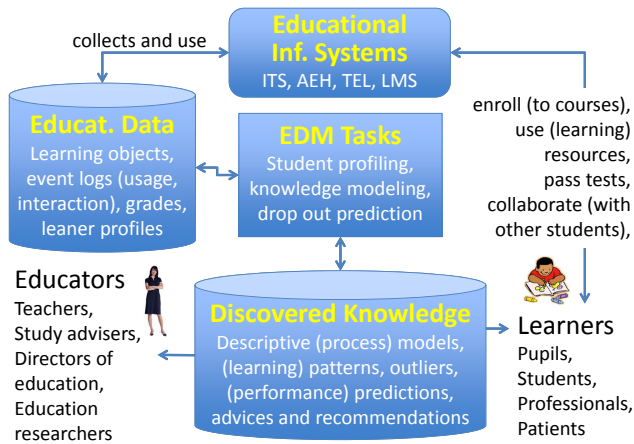 collects and use
Educational
Inf. Systems
ITS, AEH, TEL, LMS
Educat. Data
Learning objects,
event logs (usage,
interaction), grades,
leaner profiles
EDM Tasks
Student profiling,
knowledge modeling,
drop out prediction
enroll (to courses),
use (learning)
resources,
pass tests,
collaborate (with
other students),
Educators
Teachers,
Study advisers,
Directors of
education,
Education
researchers
Discovered Knowledge
Descriptive (process) models,
(learning) patterns, outliers,
(performance) predictions,
advices and recommendations
Learners
Pupils,
Students,
Professionals,
Patients